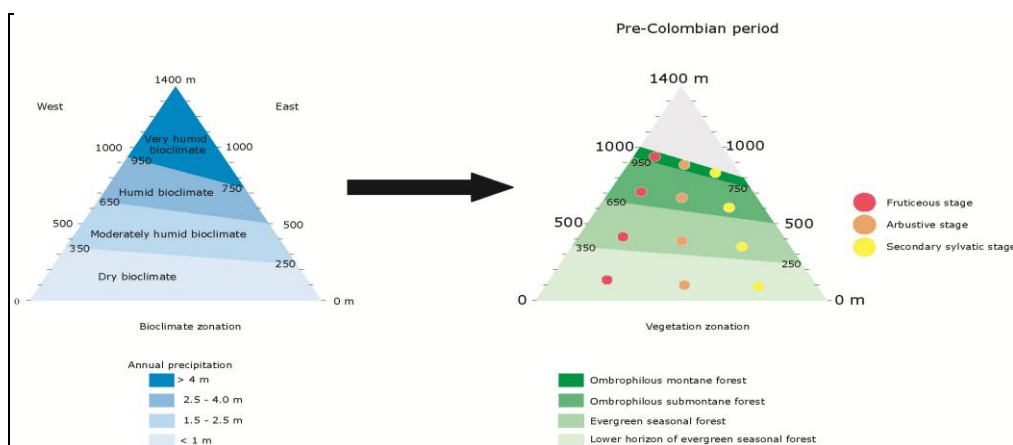 Pre-Colombian period
1400 m
West
East
Very humid
bioclimate
1000
1000
950
Humid bioclimate
750
650
500
500
Moderately humid bioclimate
350
250
Dry bioclimate
0
0 m
Bioclimate zonation
Annual precipitation
> 4 m
2.5 - 4.0 m
1.5 - 2.5 m
< 1 m
1400 m
1000
1000
950
750
650
500
500
350
250
0
0 m
Vegetation zonation
Fruticeous stage
Arbustive stage
Secondary sylvatic stage
Ombrophilous montane forest
Ombrophilous submontane forest
Evergreen seasonal forest
Lower horizon of evergreen seasonal forest